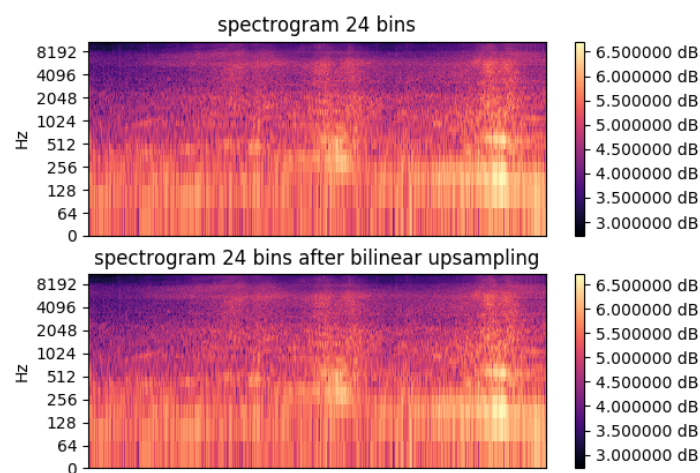 spectrogram 24 bins
Hz
8192
4096
2048
1024
512
256
128
64
0
6.500000 dB
6.000000 dB
5.500000 dB
5.000000 dB
4.500000 dB
4.000000 dB
3.500000 dB
3.000000 dB
spectrogram 24 bins after bilinear upsampling
Hz
8192
4096
2048
1024
512
256
128
64
0
6.500000 dB
6.000000 dB
5.500000 dB
5.000000 dB
4.500000 dB
4.000000 dB
3.500000 dB
3.000000 dB